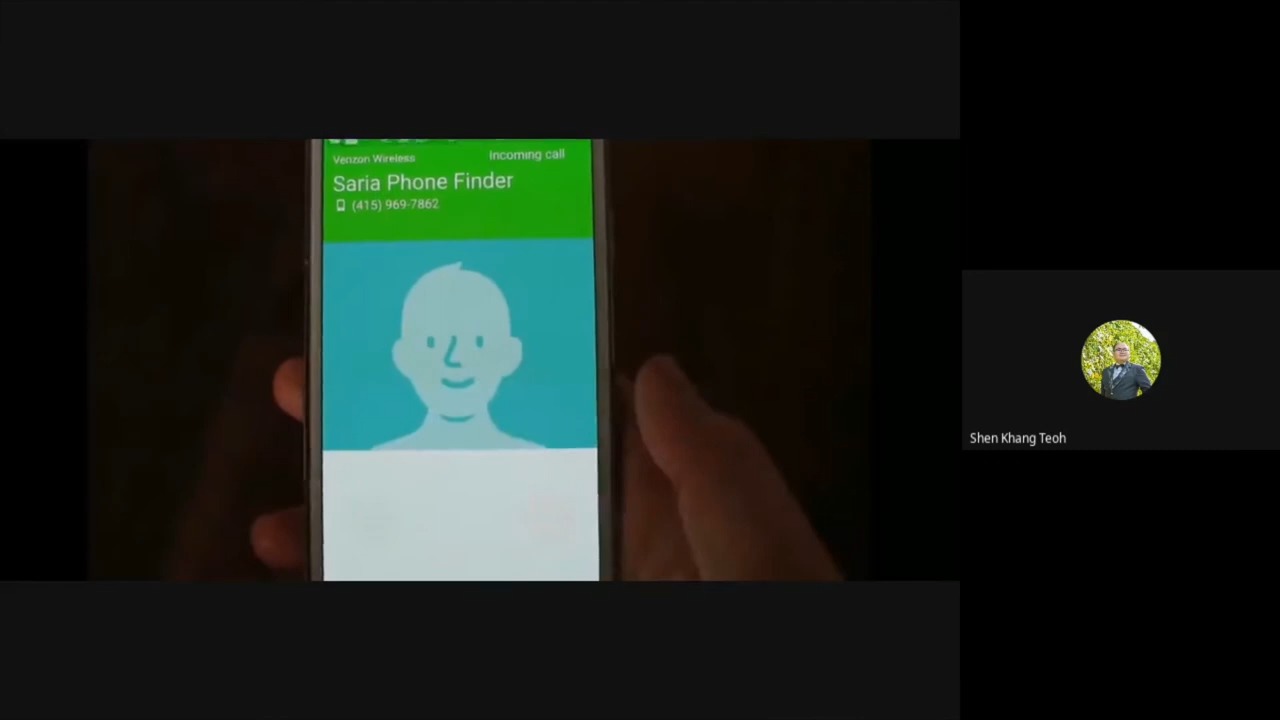 Verizon Wireless
Incoming call
Saria Phone Finder
(415) 969-7862
Shen Khang Teoh